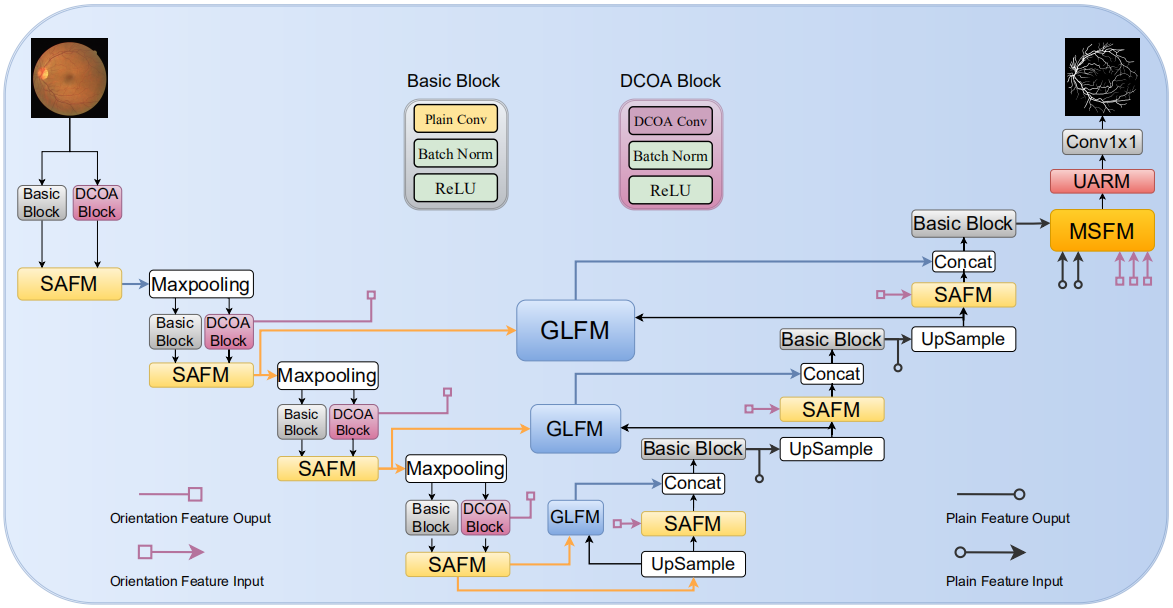 Basic Block
DCOA Block
Plain Conv
Batch Norm
ReLU
DCOA Conv
Batch Norm
ReLU
Basic
Block
DCOA
Block
SAFM
Maxpooling
Basic
Block
DCOA
Block
SAFM
Maxpooling
Basic
Block
DCOA
Block
SAFM
Maxpooling
Basic
Block
DCOA
Block
SAFM
GLFM
GLFM
GLFM
UpSample
SAFM
Concat
Basic Block
UpSample
SAFM
Concat
Basic Block
UpSample
SAFM
Concat
Basic Block
MSFM
UARM
Conv1x1
Orientation Feature Ouput
Orientation Feature Input
Plain Feature Ouput
Plain Feature Input